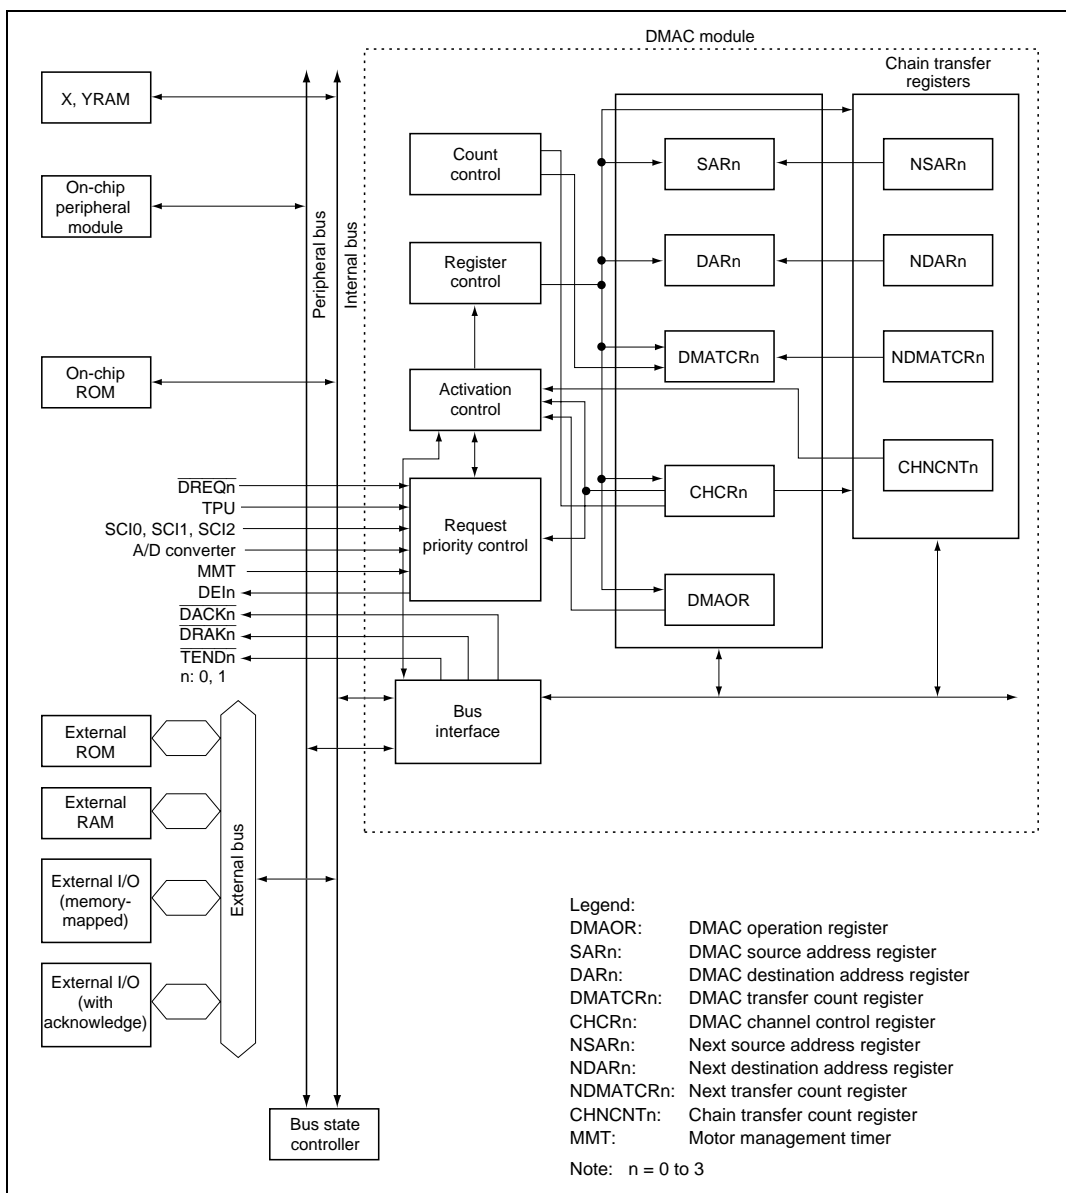 DMAC module
Chain transfer
registers
X, YRAM
On-chip
peripheral
module
On-chip
ROM
Peripheral bus
Internal bus
Count
control
Register
control
Activation
control
Request
priority control
SARn
DARn
DMATCRn
CHCRn
DMAOR
NSARn
NDARn
NDMATCRn
CHNCNTn
DREQn
TPU
SCI0, SCI1, SCI2
A/D converter
MMT
DEIn
DACKn
DRAKn
TENDn
n: 0, 1
Bus
interface
External
ROM
External
RAM
External I/O
(memory-
mapped)
External I/O
(with
acknowledge)
External bus
Bus state
controller
Legend:
DMAOR: DMAC operation register
SARn: DMAC source address register
DARn: DMAC destination address register
DMATCRn: DMAC transfer count register
CHCRn: DMAC channel control register
NSARn: Next source address register
NDARn: Next destination address register
NDMATCRn: Next transfer count register
CHNCNTn: Chain transfer count register
MMT: Motor management timer
Note: n = 0 to 3